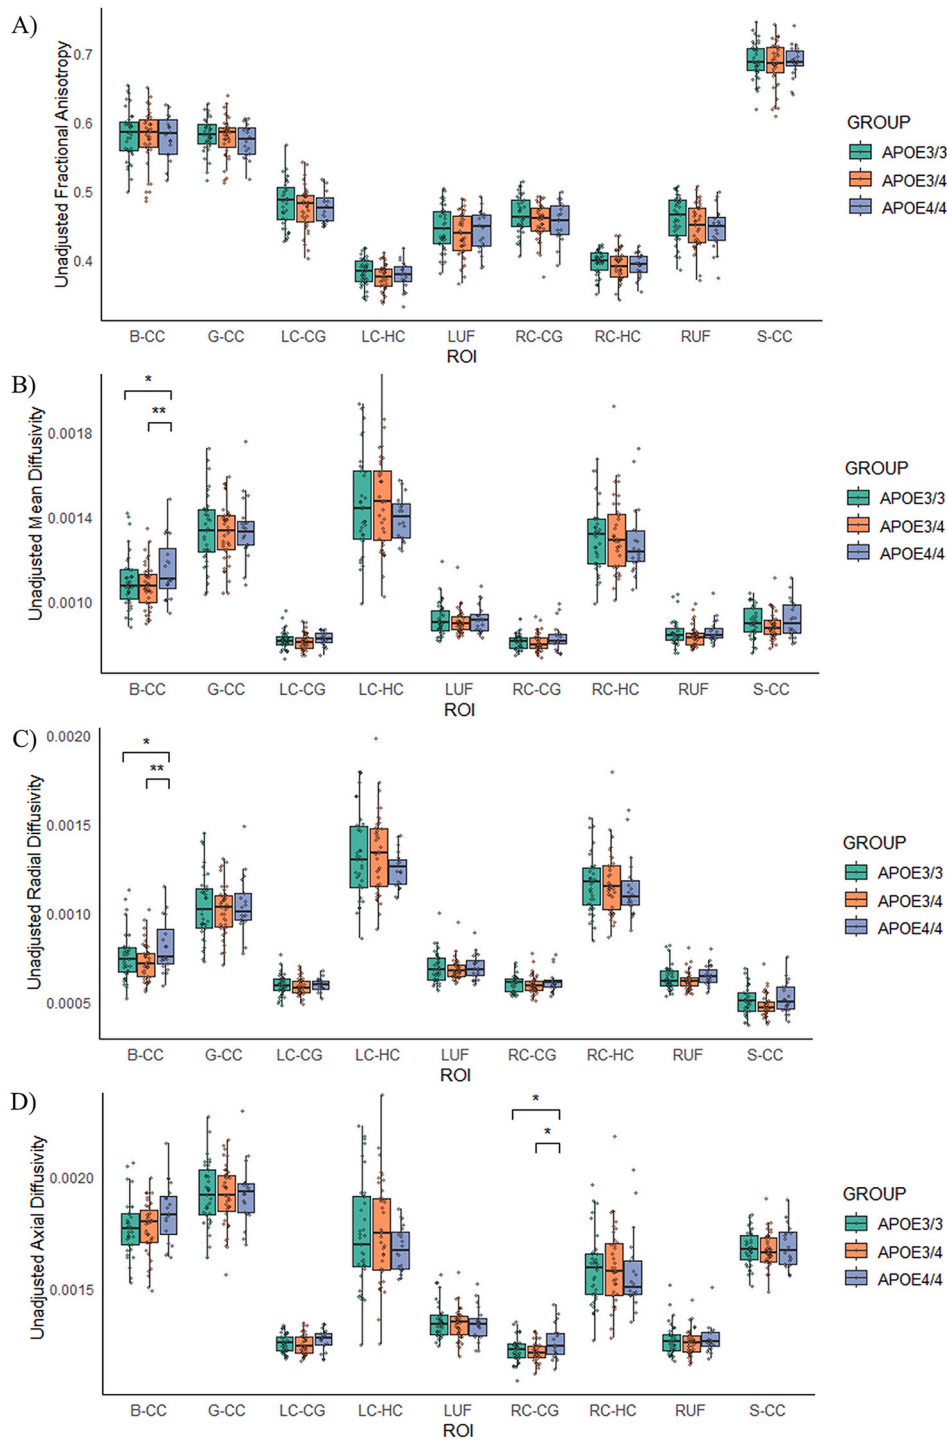 A)
Unadjusted Fractional Anisotropy
0.7
0.6
0.5
0.4
B-CC G-CC LC-CG LC-HC LUF RC-CG RC-HC RUF S-CC
ROI
GROUP
APOE3/3
APOE3/4
APOE4/4
B)
Unadjusted Mean Diffusivity
0.0018
0.0014
0.0010
* 
**
B-CC G-CC LC-CG LC-HC LUF RC-CG RC-HC RUF S-CC
ROI
GROUP
APOE3/3
APOE3/4
APOE4/4
C)
Unadjusted Radial Diffusivity
0.0020
0.0015
0.0010
0.0005
*
**
B-CC G-CC LC-CG LC-HC LUF RC-CG RC-HC RUF S-CC
ROI
GROUP
APOE3/3
APOE3/4
APOE4/4
D)
Unadjusted Axial Diffusivity
0.0020
0.0015
*
*
B-CC G-CC LC-CG LC-HC LUF RC-CG RC-HC RUF S-CC
ROI
GROUP
APOE3/3
APOE3/4
APOE4/4